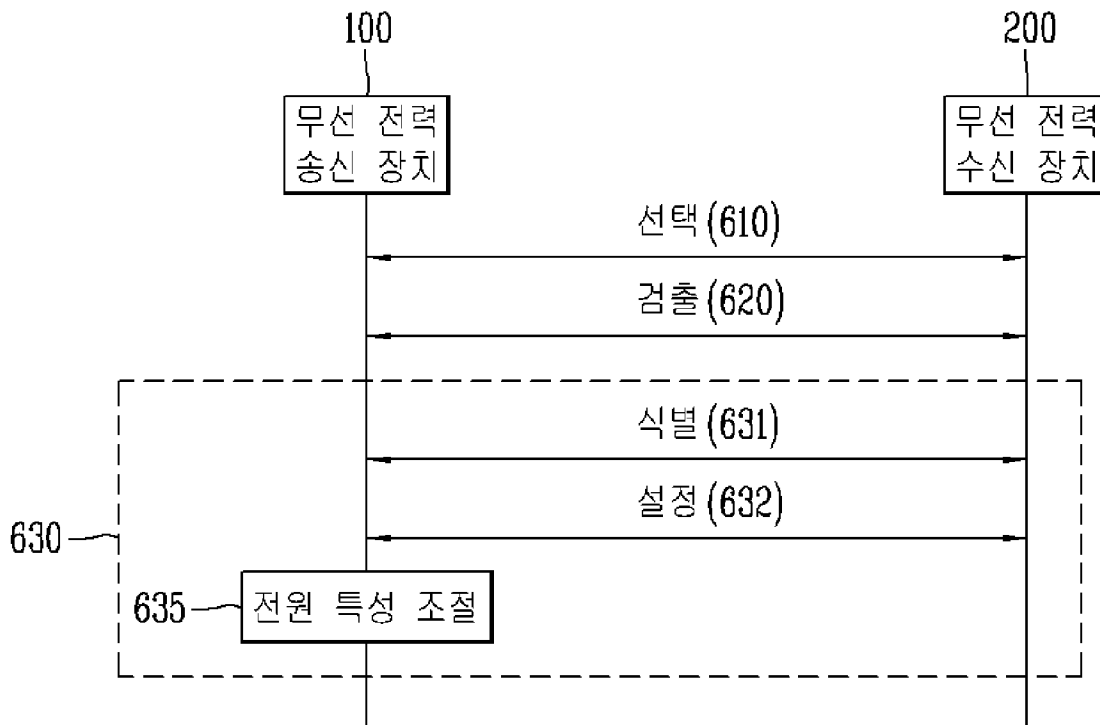 100
200
무선 전력
송신 장치
무선 전력
수신 장치
선택(610)
검출(620)
식별(631)
설정(632)
630
635
전원 특성 조절